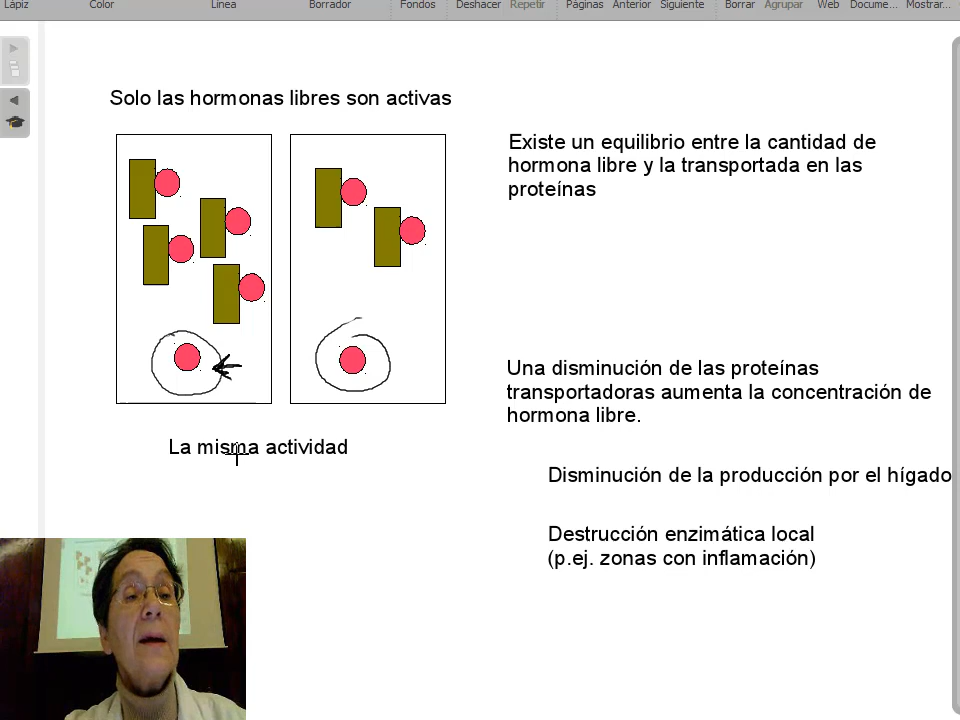 Lápiz Color Línea Borrador Fondos Deshacer Repetir Páginas Anterior Siguiente Borrar Agrupar Web Docume... Mostrar...
Solo las hormonas libres son activas
Existe un equilibrio entre la cantidad de
hormona libre y la transportada en las
proteínas
Una disminución de las proteínas
transportadoras aumenta la concentración de
hormona libre.
La misma actividad
Disminución de la producción por el hígado
Destrucción enzimática local
(p.ej. zonas con inflamación)